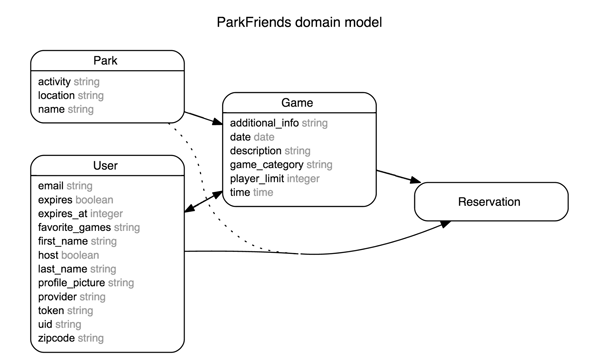 ParkFriends domain model
Park
activity string
location string
name string
Game
additional_info string
date date
description string
game_category string
player_limit integer
time time
User
email string
expires boolean
expires_at integer
favorite_games string
first_name string
host boolean
last_name string
profile_picture string
provider string
token string
uid string
zipcode string
Reservation